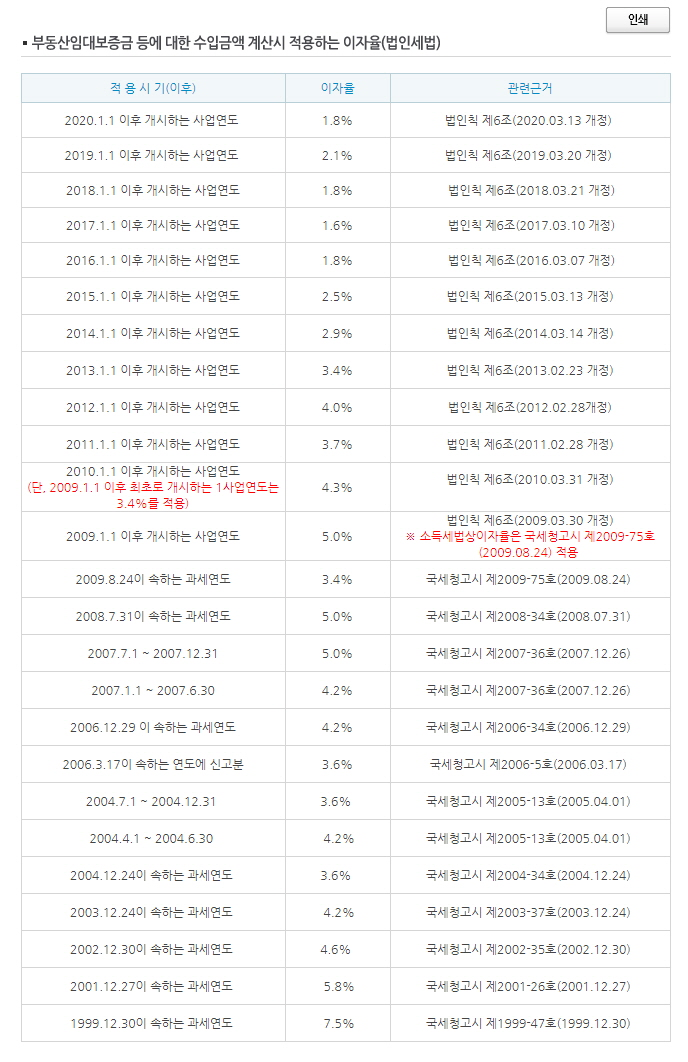 인쇄
▪ 부동산임대보증금 등에 대한 수입금액 계산시 적용하는 이자율(법인세법)
적 용 시 기(이후) 이자율 관련근거
2020.1.1 이후 개시하는 사업연도 1.8% 법인칙 제6조(2020.03.13 개정)
2019.1.1 이후 개시하는 사업연도 2.1% 법인칙 제6조(2019.03.20 개정)
2018.1.1 이후 개시하는 사업연도 1.8% 법인칙 제6조(2018.03.21 개정)
2017.1.1 이후 개시하는 사업연도 1.6% 법인칙 제6조(2017.03.10 개정)
2016.1.1 이후 개시하는 사업연도 1.8% 법인칙 제6조(2016.03.07 개정)
2015.1.1 이후 개시하는 사업연도 2.5% 법인칙 제6조(2015.03.13 개정)
2014.1.1 이후 개시하는 사업연도 2.9% 법인칙 제6조(2014.03.14 개정)
2013.1.1 이후 개시하는 사업연도 3.4% 법인칙 제6조(2013.02.23 개정)
2012.1.1 이후 개시하는 사업연도 4.0% 법인칙 제6조(2012.02.28개정)
2011.1.1 이후 개시하는 사업연도 3.7% 법인칙 제6조(2011.02.28 개정)
2010.1.1 이후 개시하는 사업연도
(단, 2009.1.1 이후 최초로 개시하는 1사업연도는
3.4%를 적용)
4.3% 법인칙 제6조(2010.03.31 개정)
2009.1.1 이후 개시하는 사업연도 5.0% 법인칙 제6조(2009.03.30 개정)
※ 소득세법상이자율은 국세청고시 제2009-75호
(2009.08.24) 적용
2009.8.24이 속하는 과세연도 3.4% 국세청고시 제2009-75호(2009.08.24)
2008.7.31이 속하는 과세연도 5.0% 국세청고시 제2008-34호(2008.07.31)
2007.7.1 ~ 2007.12.31 5.0% 국세청고시 제2007-36호(2007.12.26)
2007.1.1 ~ 2007.6.30 4.2% 국세청고시 제2007-36호(2007.12.26)
2006.12.29 이 속하는 과세연도 4.2% 국세청고시 제2006-34호(2006.12.29)
2006.3.17이 속하는 연도에 신고분 3.6% 국세청고시 제2006-5호(2006.03.17)
2004.7.1 ~ 2004.12.31 3.6% 국세청고시 제2005-13호(2005.04.01)
2004.4.1 ~ 2004.6.30 4.2% 국세청고시 제2005-13호(2005.04.01)
2004.12.24이 속하는 과세연도 3.6% 국세청고시 제2004-34호(2004.12.24)
2003.12.24이 속하는 과세연도 4.2% 국세청고시 제2003-37호(2003.12.24)
2002.12.30이 속하는 과세연도 4.6% 국세청고시 제2002-35호(2002.12.30)
2001.12.27이 속하는 과세연도 5.8% 국세청고시 제2001-26호(2001.12.27)
1999.12.30이 속하는 과세연도 7.5% 국세청고시 제1999-47호(1999.12.30)